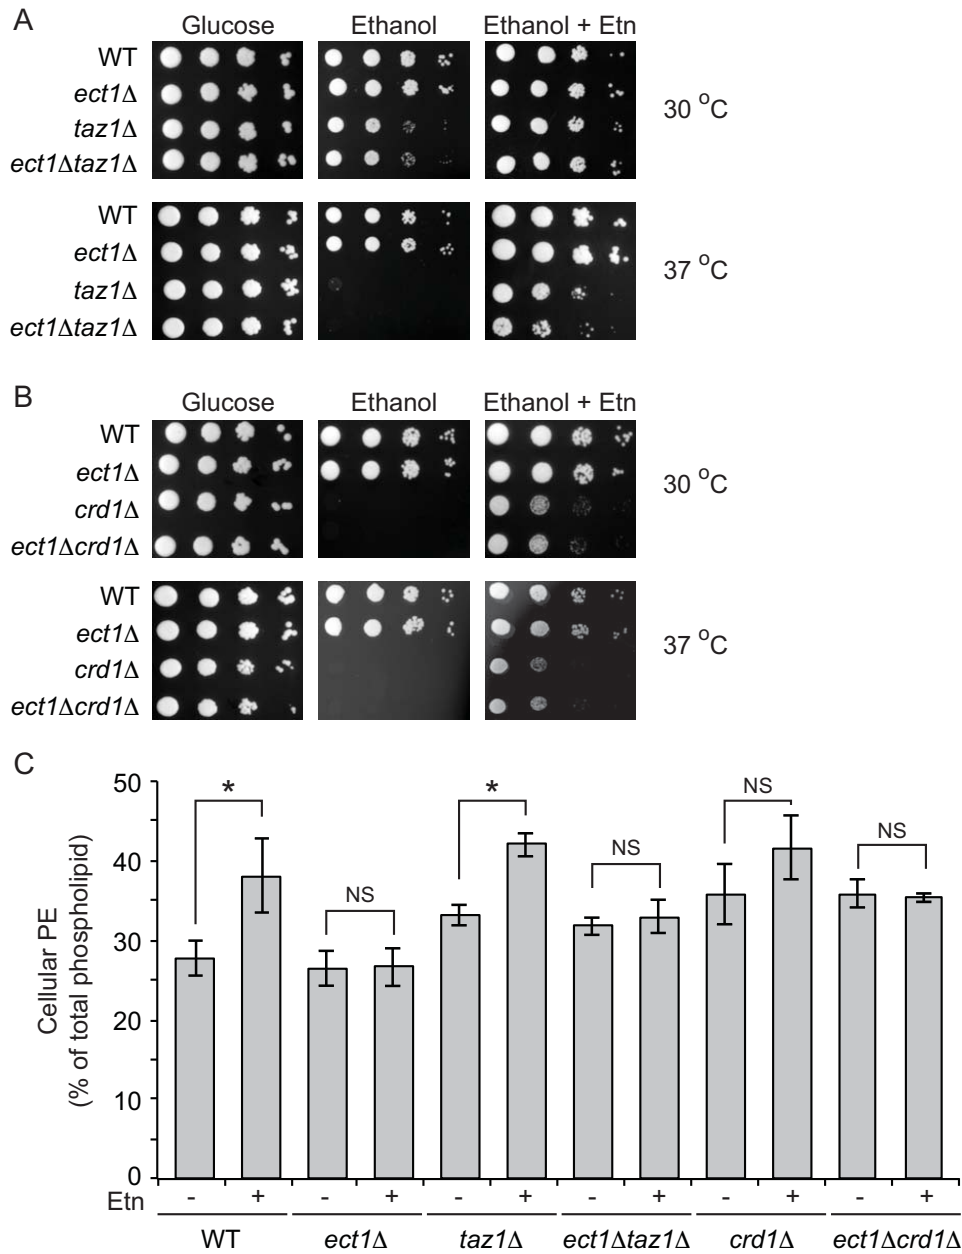 A
Glucose Ethanol Ethanol + Etn
WT
ect1Δ
taz1Δ
ect1Δtaz1Δ
30 °C
WT
ect1Δ
taz1Δ
ect1Δtaz1Δ
37 °C
B
Glucose Ethanol Ethanol + Etn
WT
ect1Δ
crd1Δ
ect1Δcrd1Δ
30 °C
WT
ect1Δ
crd1Δ
ect1Δcrd1Δ
37 °C
C
Cellular PE
(% of total phospholipid)
50
40
30
20
10
0
* NS * NS NS NS
Etn - + - + - + - + - + - +
WT ect1Δ taz1Δ ect1Δtaz1Δ crd1Δ ect1Δcrd1Δ